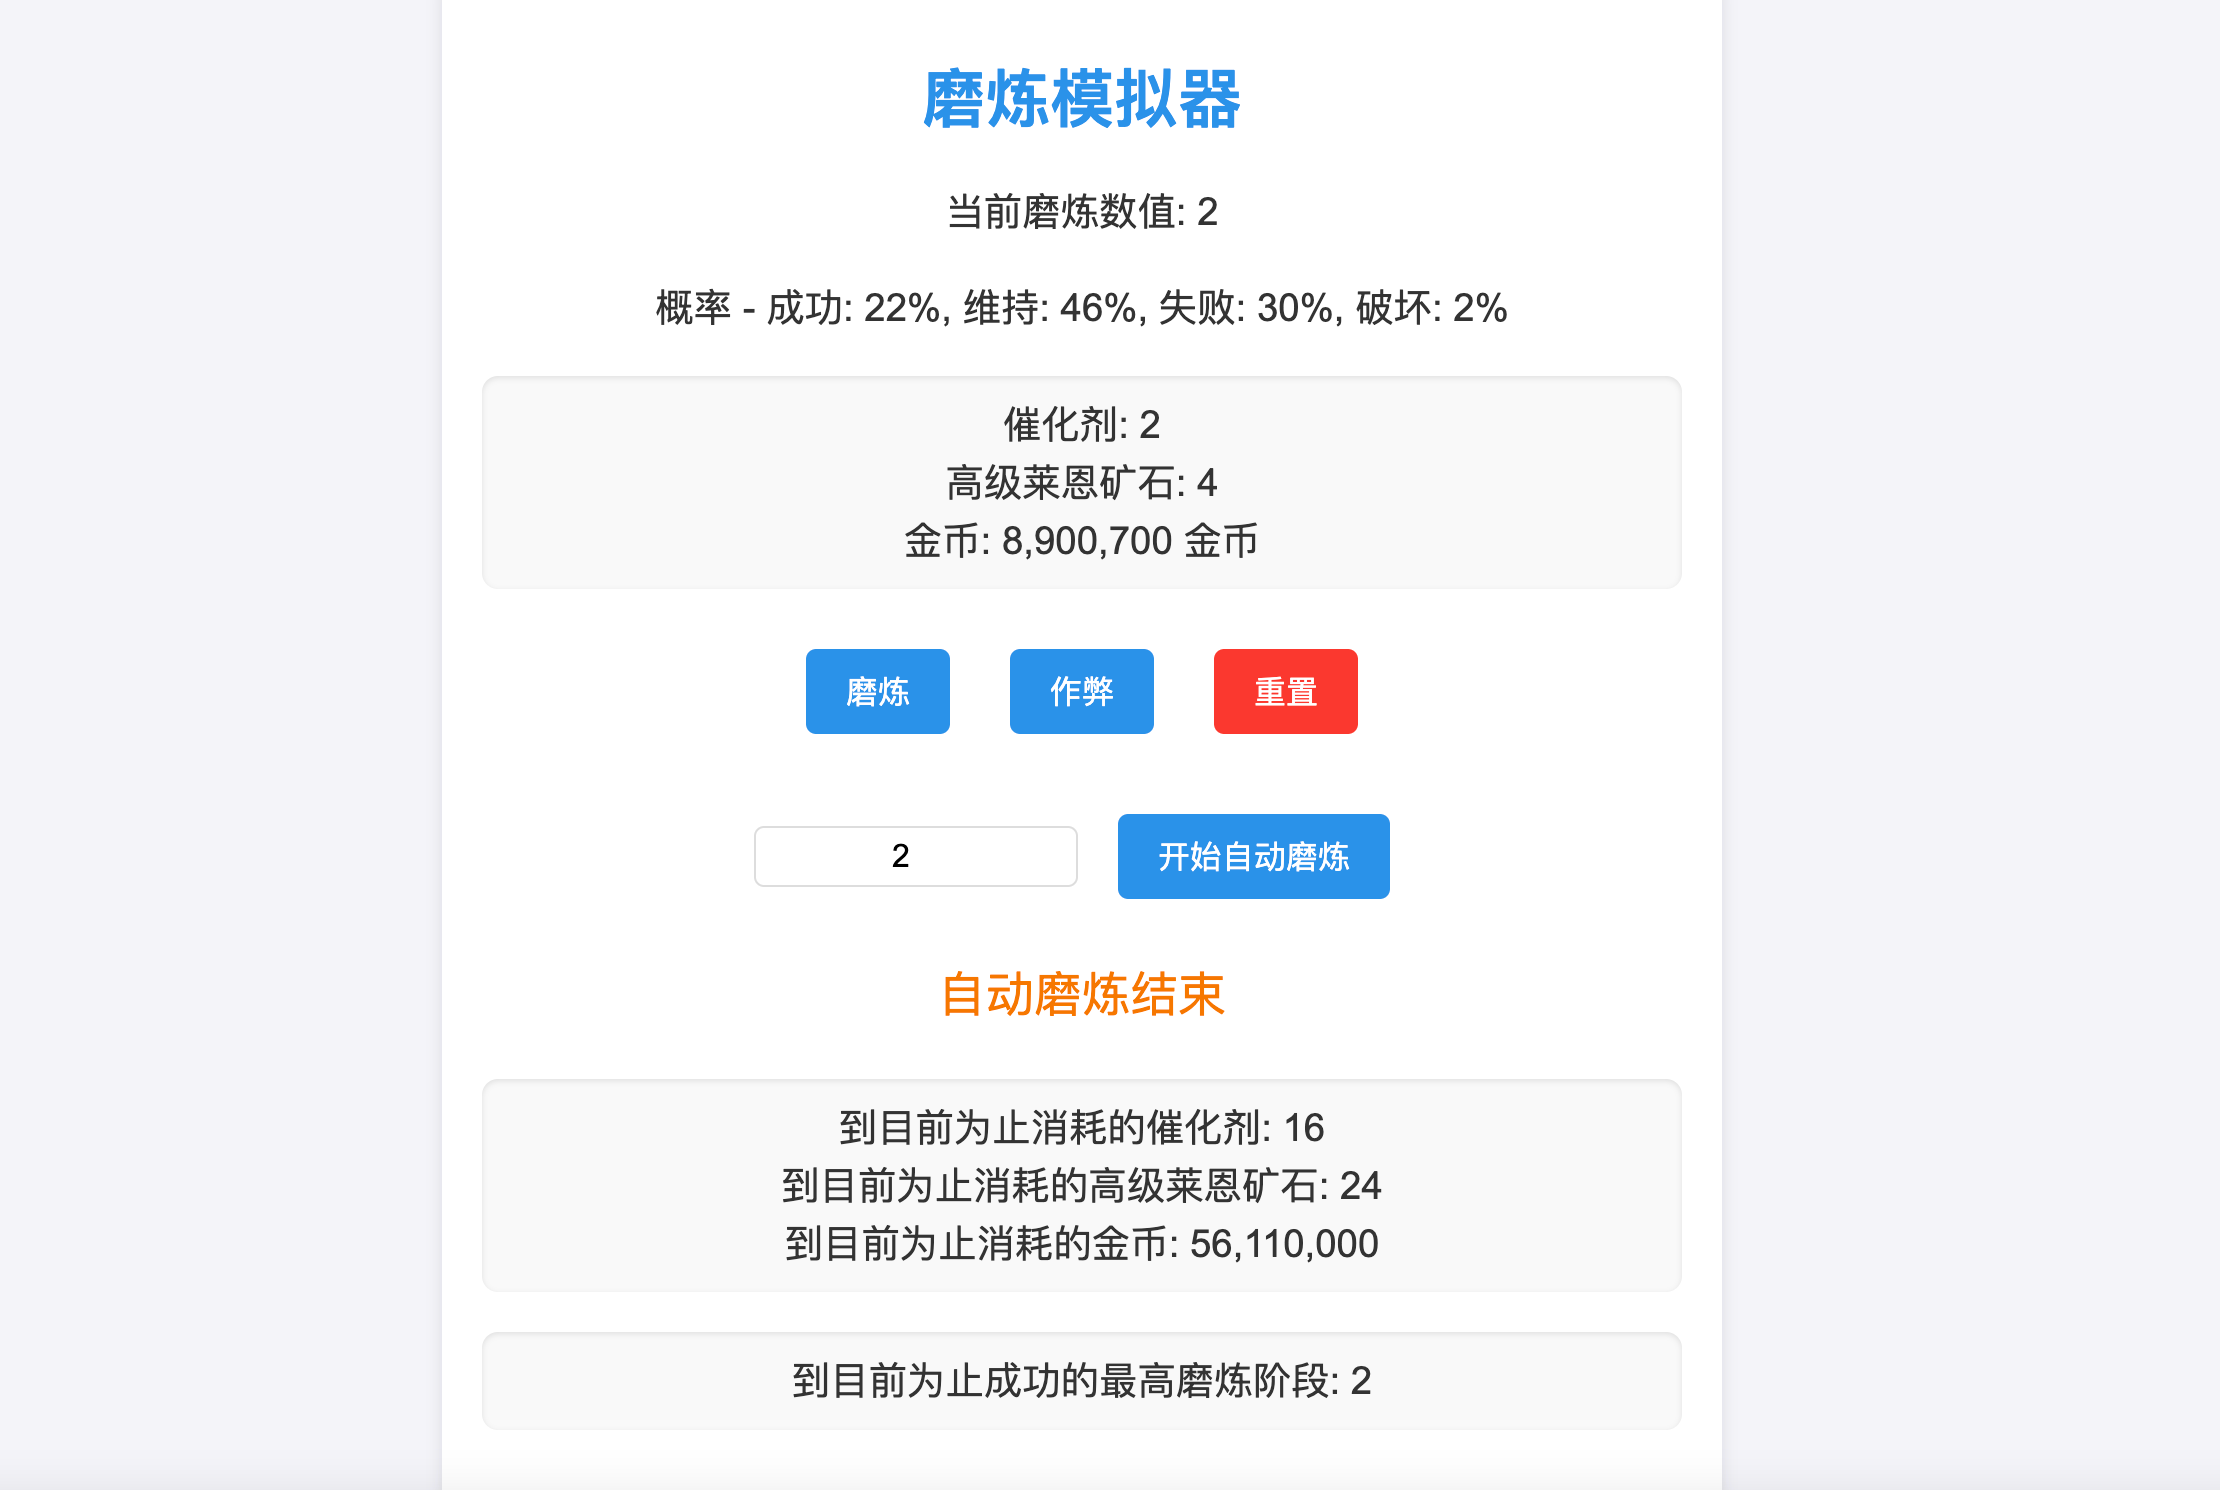 磨炼模拟器
当前磨炼数值: 2
概率 - 成功: 22%, 维持: 46%, 失败: 30%, 破坏: 2%
催化剂: 2
高级莱恩矿石: 4
金币: 8,900,700 金币
磨炼 作弊 重置
2 开始自动磨炼
自动磨炼结束
到目前为止消耗的催化剂: 16
到目前为止消耗的高级莱恩矿石: 24
到目前为止消耗的金币: 56,110,000
到目前为止成功的最高磨炼阶段: 2